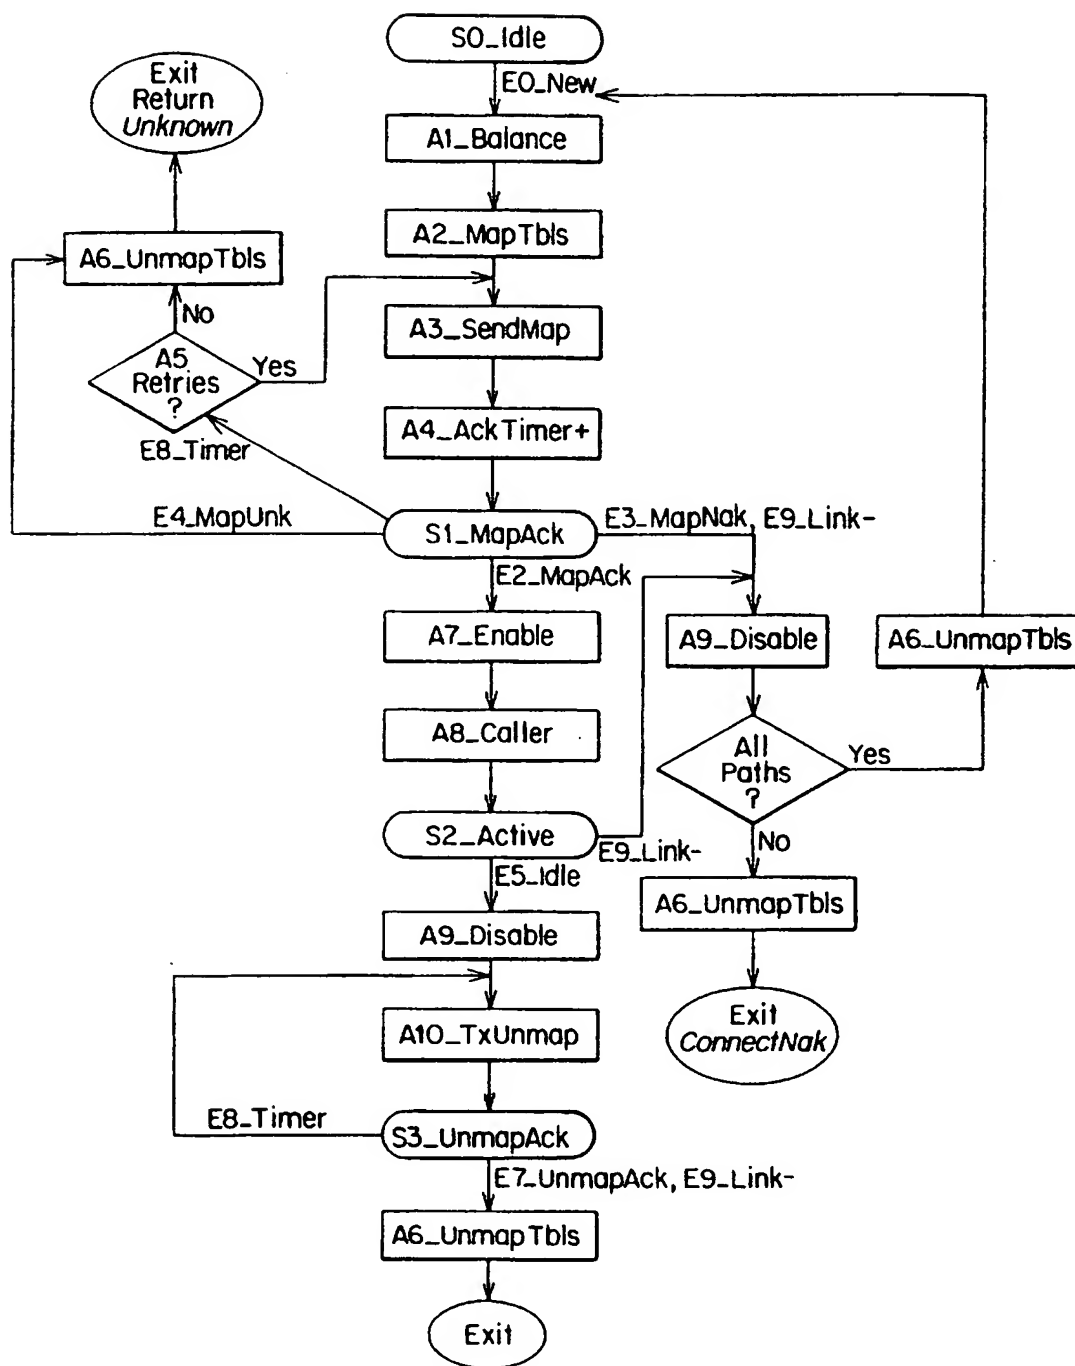 S0_Idle
E0_New
Exit
Return
Unknown
A1_Balance
A2_MapTbls
A6_UnmapTbls
No
A3_SendMap
A5
Retries
?
Yes
A4_AckTimer+
E8_Timer
E4_MapUnk
S1_MapAck
E3_MapNak, E9_Link-
E2_MapAck
A7_Enable
A9_Disable
A6_UnmapTbls
A8_Caller
All
Paths
?
Yes
S2_Active
E9_Link-
No
E5_Idle
A6_UnmapTbls
A9_Disable
Exit
ConnectNak
A10_TxUnmap
E8_Timer
S3_UnmapAck
E7_UnmapAck, E9_Link-
A6_UnmapTbls
Exit